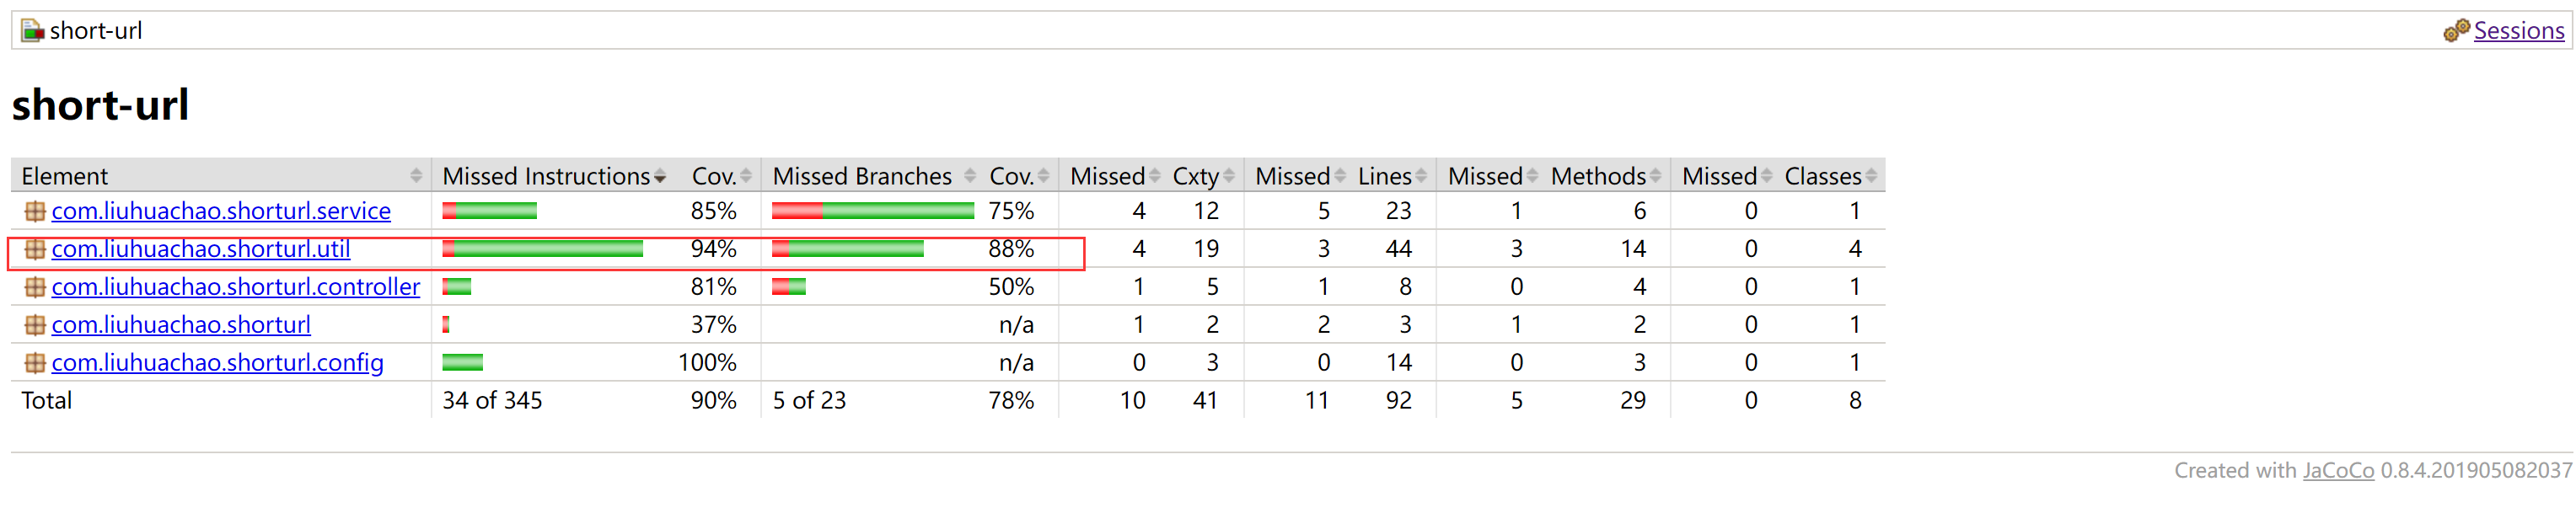 short-url Sessions
short-url
Element Missed Instructions Cov. Missed Branches Cov. Missed Cxty Missed Lines Missed Methods Missed Classes
com.liuhuachao.shorturl.service 85% 75% 4 12 5 23 1 6 0 1
com.liuhuachao.shorturl.util 94% 88% 4 19 3 44 3 14 0 4
com.liuhuachao.shorturl.controller 81% 50% 1 5 1 8 0 4 0 1
com.liuhuachao.shorturl 37% n/a 1 2 2 3 1 2 0 1
com.liuhuachao.shorturl.config 100% n/a 0 3 0 14 0 3 0 1
Total 34 of 345 90% 5 of 23 78% 10 41 11 92 5 29 0 8
Created with JaCoCo 0.8.4.201905082037